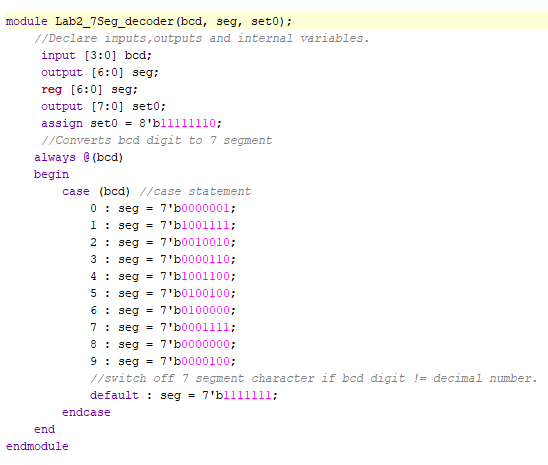 module Lab2_7Seg_decoder(bcd, seg, set0);
//Declare inputs,outputs and internal variables.
input [3:0] bcd;
output [6:0] seg;
reg [6:0] seg;
output [7:0] set0;
assign set0 = 8'b11111110;
//Converts bcd digit to 7 segment
always @(bcd)
begin
case (bcd) //case statement
0 : seg = 7'b0000001;
1 : seg = 7'b1001111;
2 : seg = 7'b0010010;
3 : seg = 7'b0000110;
4 : seg = 7'b1001100;
5 : seg = 7'b0100100;
6 : seg = 7'b0100000;
7 : seg = 7'b0001111;
8 : seg = 7'b0000000;
9 : seg = 7'b0000100;
//switch off 7 segment character if bcd digit != decimal number.
default : seg = 7'b1111111;
endcase
end
endmodule